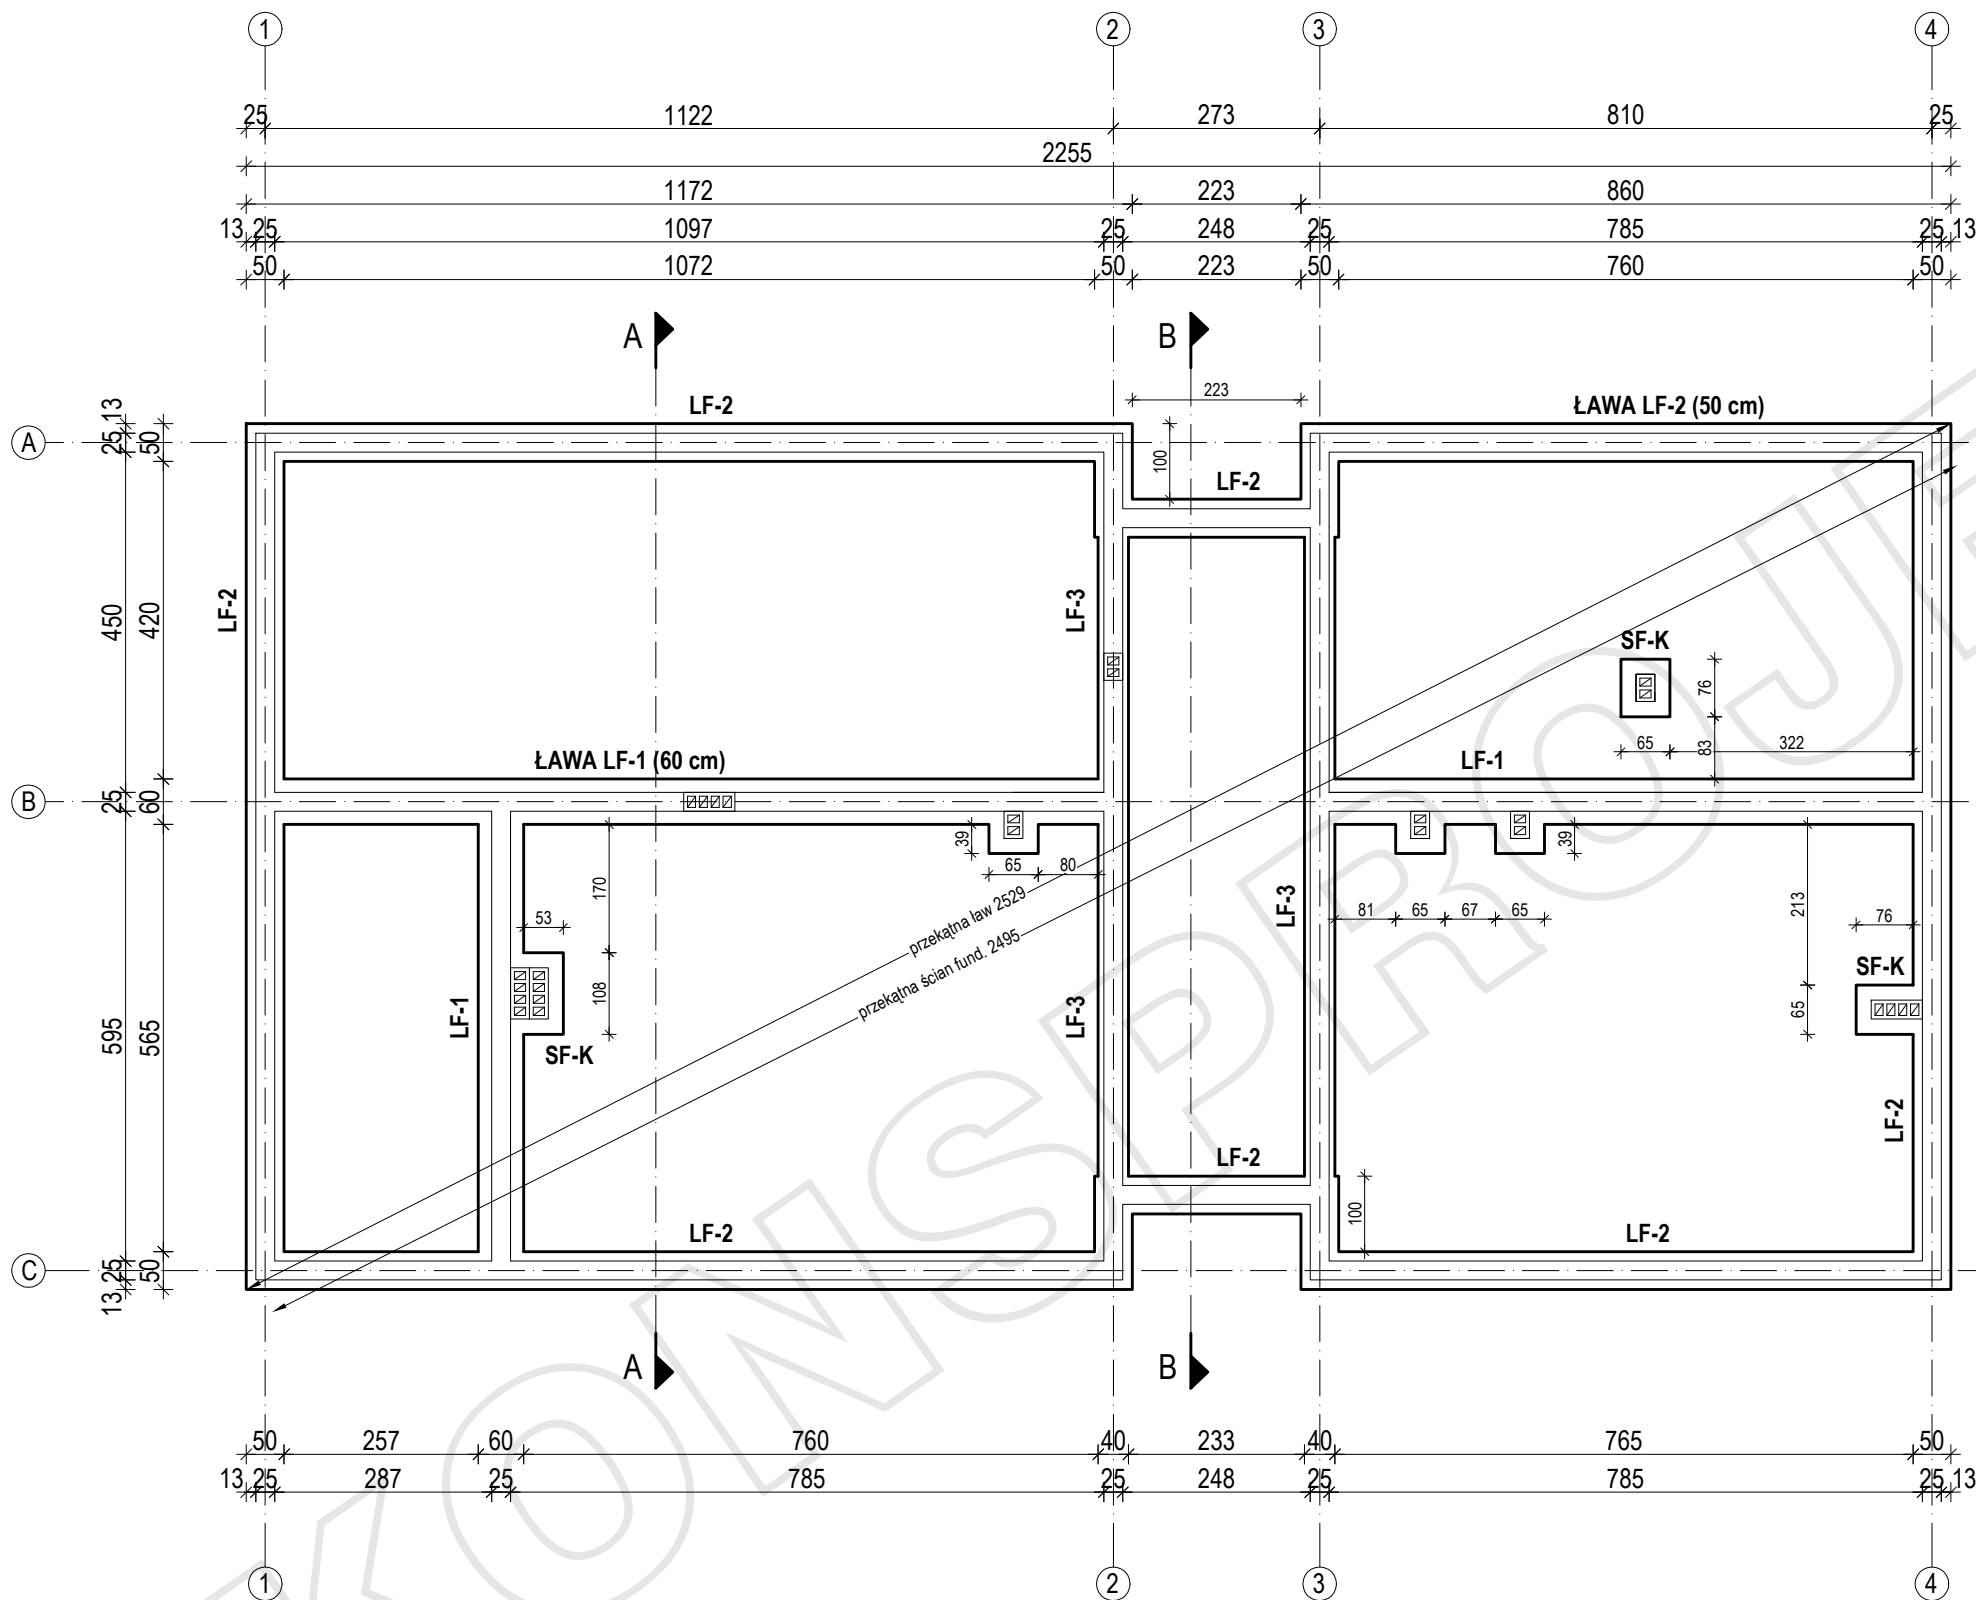 1 2 3 4
25 1122 273 810 25
2255
1172 223 860
13 25 1097 25 248 25 785 25 13
50 1072 50 223 50 760 50
A B
223
LF-2 ŁAWA LF-2 (50 cm)
13
A 25 50
100
LF-2
LF-2 450 420 LF-3
SF-K
76
65 83 322
ŁAWA LF-1 (60 cm) LF-1
B 25 60
39 39
65 80
170
53 81 65 67 65
213
76
przekątna ław 2529
przekątna ścian fund. 2495
LF-3
SF-K
108 65
LF-1 LF-3
SF-K
595 565
LF-2
LF-2
100
LF-2 LF-2
C 25 50
13
A B
50 257 60 760 40 233 40 765 50
13 25 287 25 785 25 248 25 785 25 13
1 2 3 4
KONSPROJE